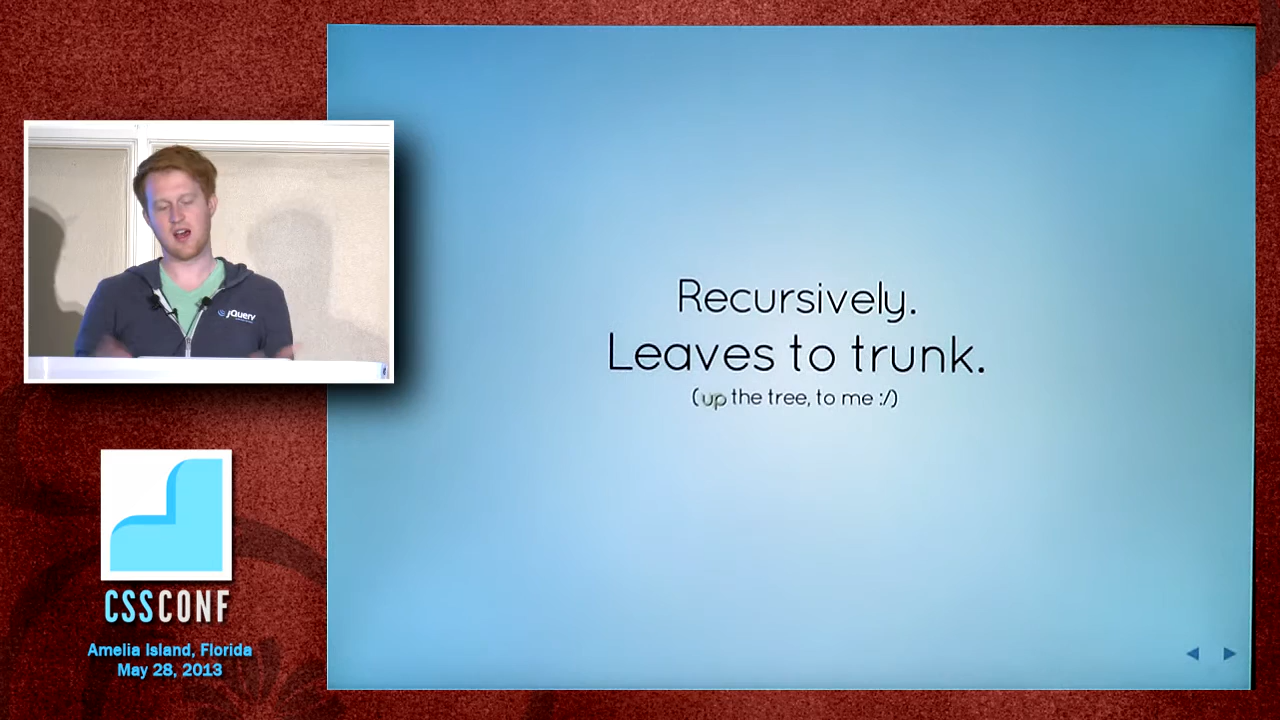 Recursively.
Leaves to trunk.
(up the tree, to me :/)
jQuery
CSSCONF
Amelia Island, Florida
May 28, 2013